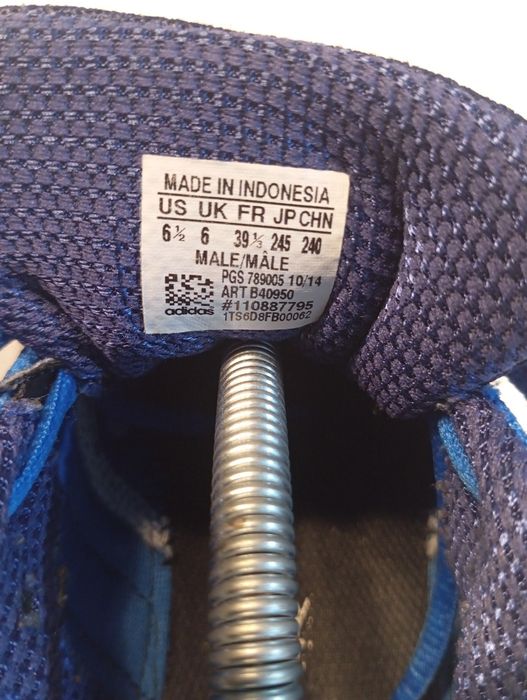 MADE IN INDONESIA
US UK FR JP CHN
6½ 6 39⅓ 245 240
MALE/MÂLE
PGS 789005 10/14
ART B40950
#110887795
adidas 1TS6D8FB00062